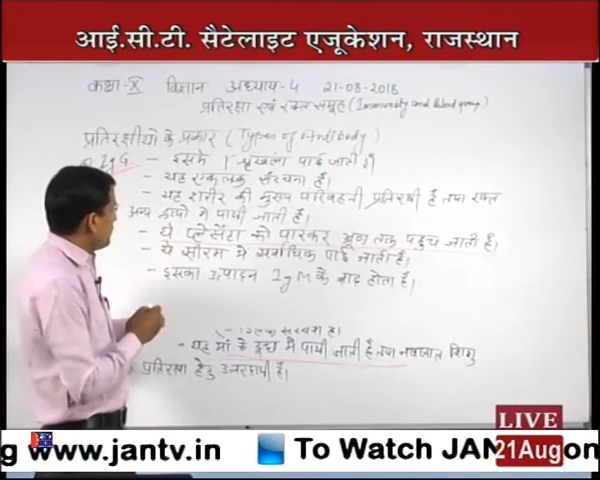 आई.सी.टी. सैटेलाइट एजूकेशन, राजस्थान
कक्षा-X विज्ञान अध्याय-4 21-08-2018
प्रतिरक्षा एवं रक्त समूह (Immunity and Blood group)
प्रतिरक्षीयो के प्रकार (Types of Antibody)
IgG - इसमे γ श्रृंखला पाई जाती है
- यह एकलक संरचना है।
- यह शरीर की मुख्य परिवहनी प्रतिरक्षी है तथा रक्त
अन्य द्रव्यो मे पायी जाती है।
- ये प्लेसेंटा को पारकर भ्रूण तक पहुच जाती है।
- ये सीरम मे सर्वाधिक पाई जाती है।
- इसका उत्पादन IgM के बाद होता है।
संरचना है।
यह माँ के दुग्ध मे पायी जाती है तथा नवजात शिशु
प्रतिरक्षा हेतु उत्तरदायी है।
LIVE
g www.jantv.in To Watch JAN on
21Aug